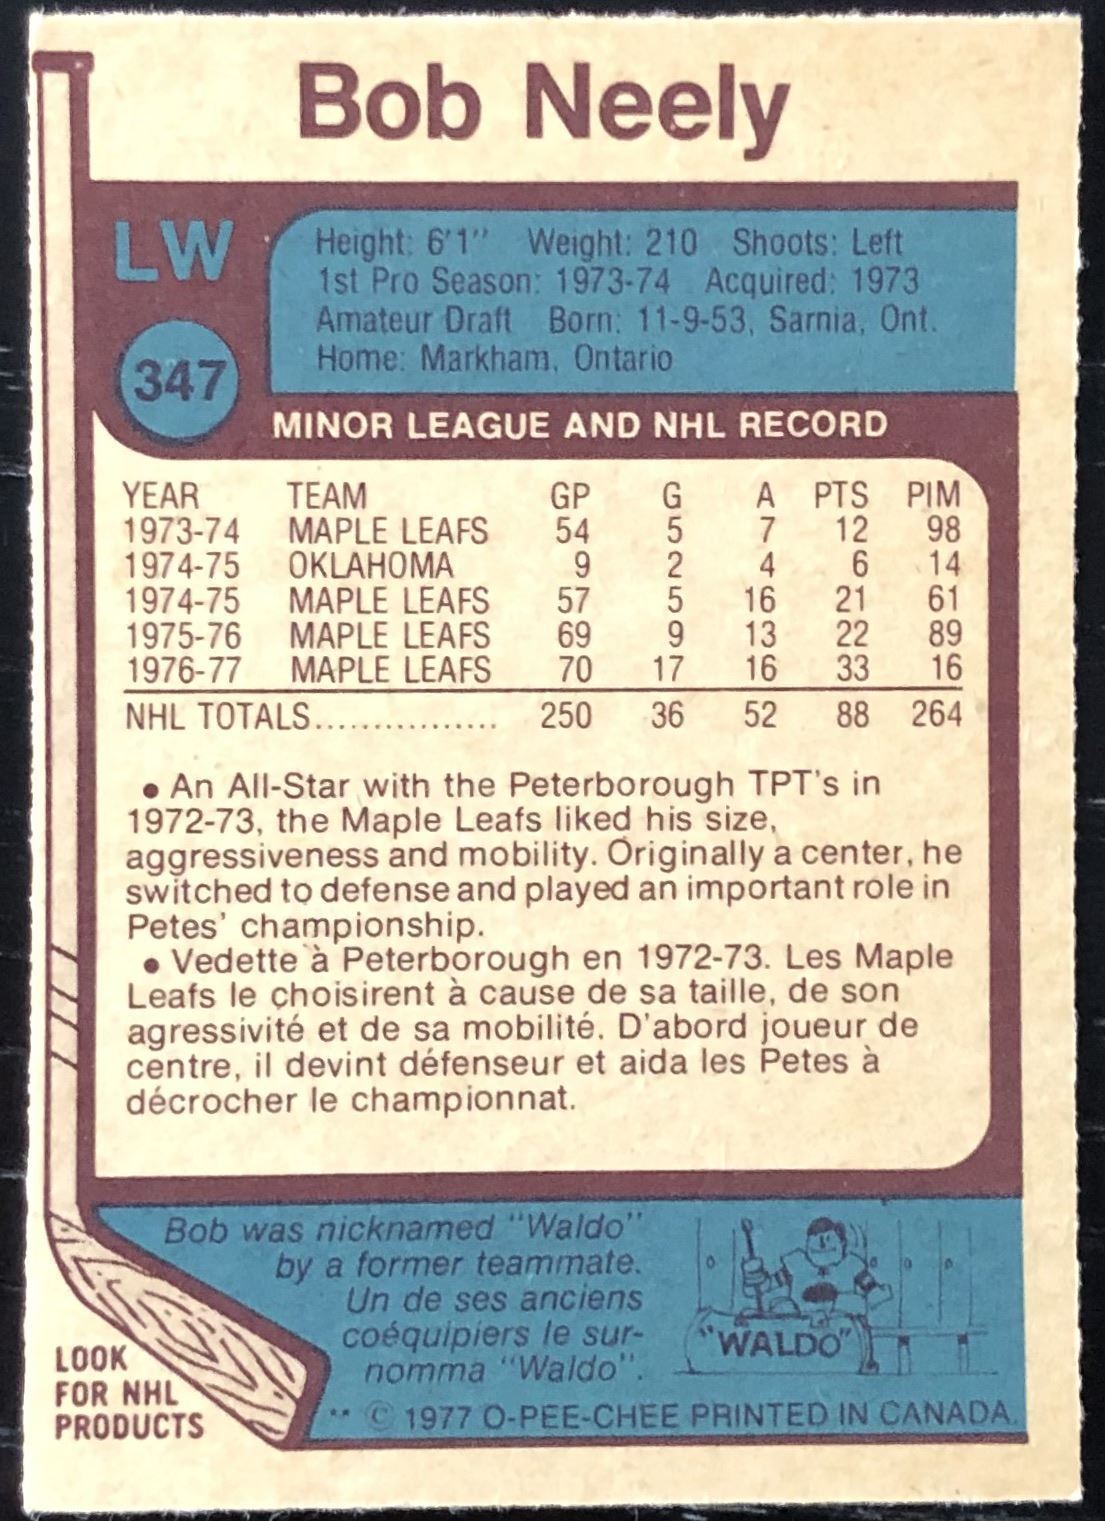 Bob Neely
LW
347
Height: 6'1" Weight: 210 Shoots: Left
1st Pro Season: 1973-74 Acquired: 1973
Amateur Draft Born: 11-9-53, Sarnia, Ont.
Home: Markham, Ontario
MINOR LEAGUE AND NHL RECORD
YEAR TEAM GP G A PTS PIM
1973-74 MAPLE LEAFS 54 5 7 12 98
1974-75 OKLAHOMA 9 2 4 6 14
1974-75 MAPLE LEAFS 57 5 16 21 61
1975-76 MAPLE LEAFS 69 9 13 22 89
1976-77 MAPLE LEAFS 70 17 16 33 16
NHL TOTALS................ 250 36 52 88 264
• An All-Star with the Peterborough TPT's in
1972-73, the Maple Leafs liked his size,
aggressiveness and mobility. Originally a center, he
switched to defense and played an important role in
Petes' championship.
• Vedette à Peterborough en 1972-73. Les Maple
Leafs le choisirent à cause de sa taille, de son
agressivité et de sa mobilité. D'abord joueur de
centre, il devint défenseur et aida les Petes à
décrocher le championnat.
Bob was nicknamed "Waldo"
by a former teammate.
Un de ses anciens
coéquipiers le sur-
nomma "Waldo".
"WALDO"
LOOK
FOR NHL
PRODUCTS
** © 1977 O-PEE-CHEE PRINTED IN CANADA.